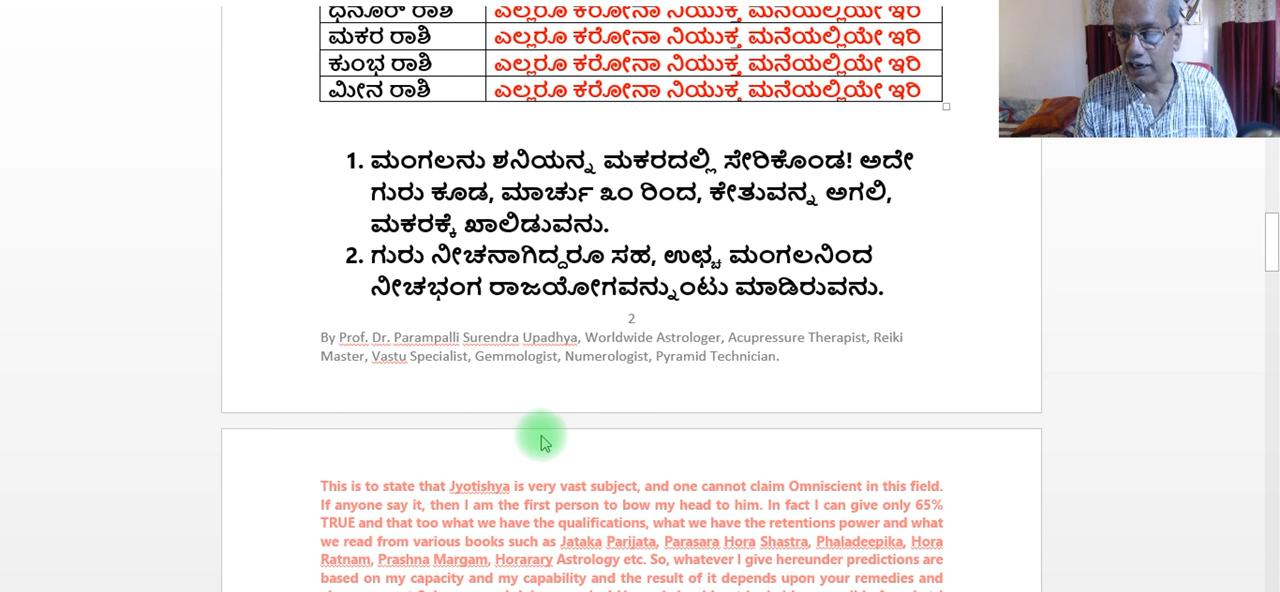 ಧನೂರ್ ರಾಶಿ ಎಲ್ಲರೂ ಕರೋನಾ ನಿಯುಕ್ತ ಮನೆಯಲ್ಲಿಯೇ ಇರಿ
ಮಕರ ರಾಶಿ ಎಲ್ಲರೂ ಕರೋನಾ ನಿಯುಕ್ತ ಮನೆಯಲ್ಲಿಯೇ ಇರಿ
ಕುಂಭ ರಾಶಿ ಎಲ್ಲರೂ ಕರೋನಾ ನಿಯುಕ್ತ ಮನೆಯಲ್ಲಿಯೇ ಇರಿ
ಮೀನ ರಾಶಿ ಎಲ್ಲರೂ ಕರೋನಾ ನಿಯುಕ್ತ ಮನೆಯಲ್ಲಿಯೇ ಇರಿ
1. ಮಂಗಲನು ಶನಿಯನ್ನ ಮಕರದಲ್ಲಿ ಸೇರಿಕೊಂಡ! ಅದೇ
ಗುರು ಕೂಡ, ಮಾರ್ಚು ೩೦ ರಿಂದ, ಕೇತುವನ್ನ ಅಗಲಿ,
ಮಕರಕ್ಕೆ ಖಾಲಿಡುವನು.
2. ಗುರು ನೀಚನಾಗಿದ್ದರೂ ಸಹ, ಉಛ್ಚ ಮಂಗಲನಿಂದ
ನೀಚಭಂಗ ರಾಜಯೋಗವನ್ನುಂಟು ಮಾಡಿರುವನು.
2
By Prof. Dr. Parampalli Surendra Upadhya, Worldwide Astrologer, Acupressure Therapist, Reiki
Master, Vastu Specialist, Gemmologist, Numerologist, Pyramid Technician.
This is to state that Jyotishya is very vast subject, and one cannot claim Omniscient in this field.
If anyone say it, then I am the first person to bow my head to him. In fact I can give only 65%
TRUE and that too what we have the qualifications, what we have the retentions power and what
we read from various books such as Jataka Parijata, Parasara Hora Shastra, Phaladeepika, Hora
Ratnam, Prashna Margam, Horarary Astrology etc. So, whatever I give hereunder predictions are
based on my capacity and my capability and the result of it depends upon your remedies and